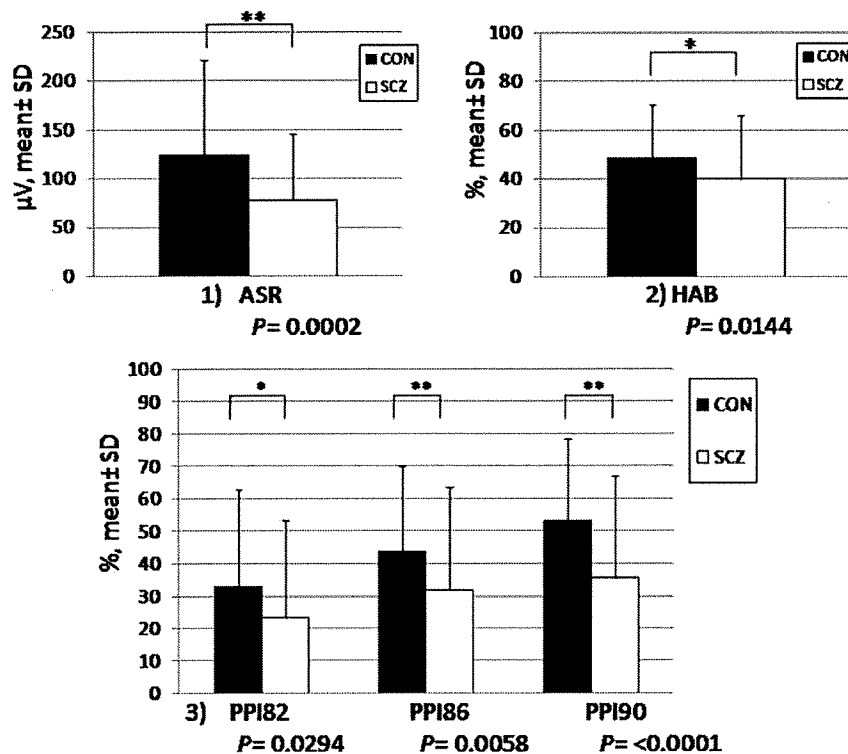 **
250
200
150
100
50
0
µV, mean± SD
CON
SCZ
1) ASR
P= 0.0002
*
100
80
60
40
20
0
%, mean± SD
CON
SCZ
2) HAB
P= 0.0144
100
90
80
70
60
50
40
30
20
10
0
%, mean± SD
* ** **
CON
SCZ
3) PPI82 PPI86 PPI90
P= 0.0294 P= 0.0058 P= <0.0001